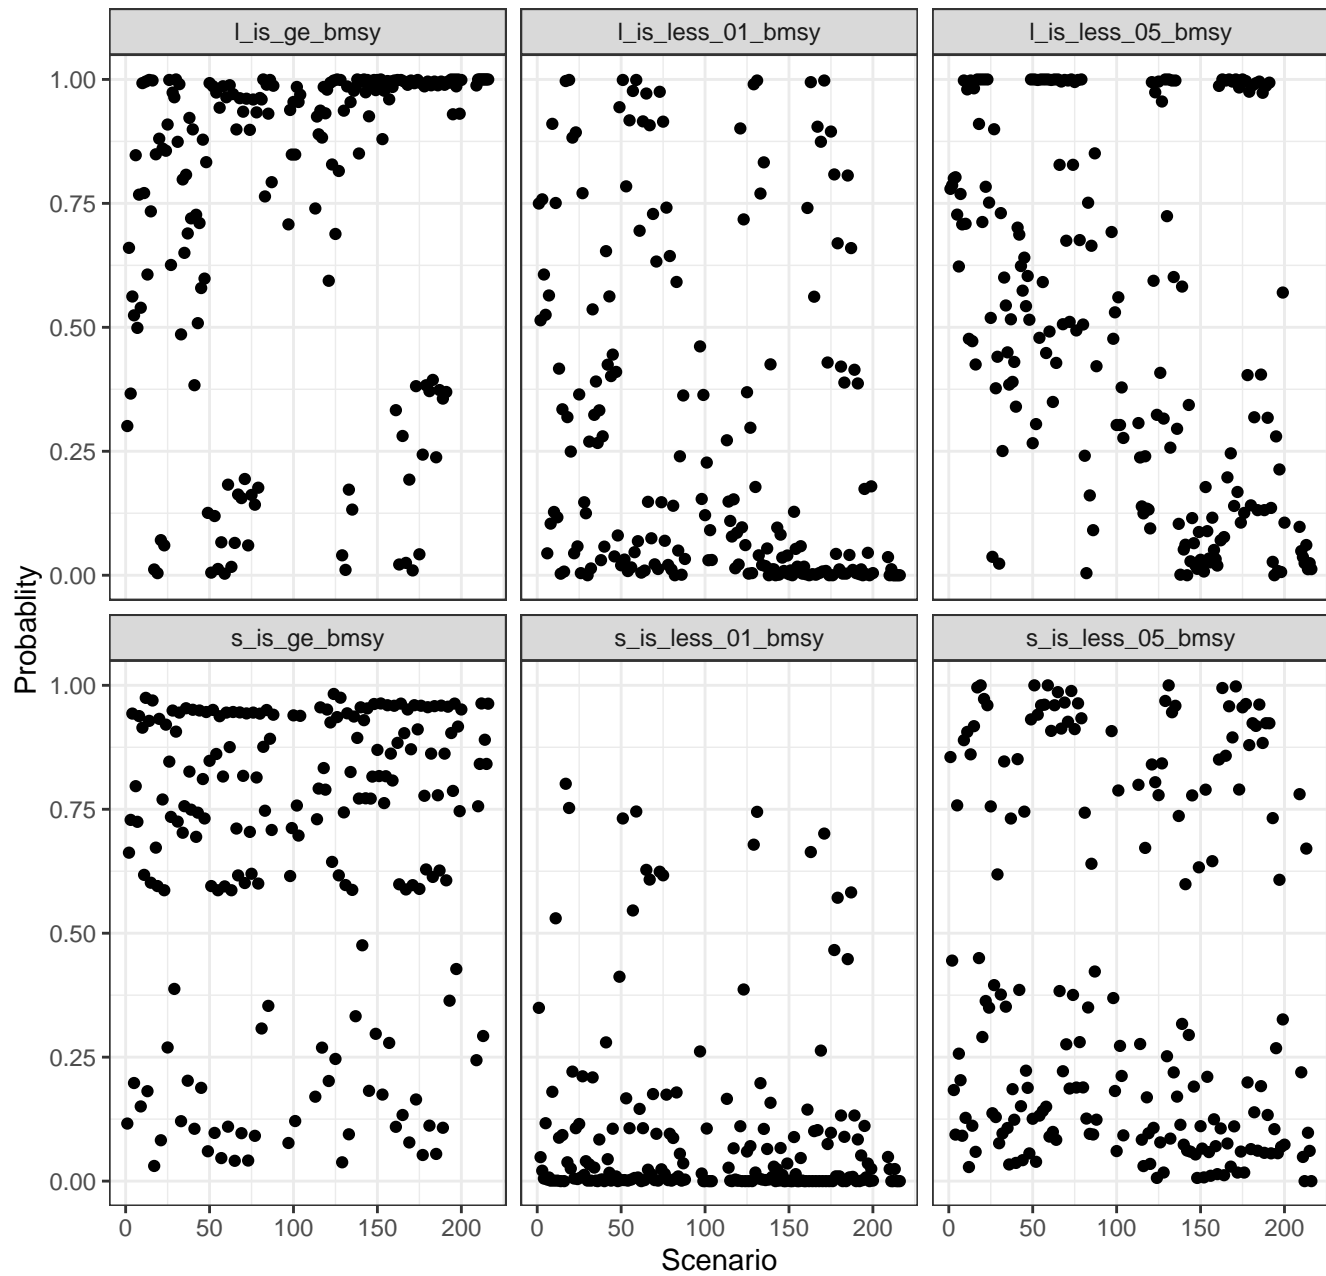 l_is_ge_bmsy
l_is_less_01_bmsy
l_is_less_05_bmsy
1.00
0.75
0.50
0.25
0.00
s_is_ge_bmsy
s_is_less_01_bmsy
s_is_less_05_bmsy
1.00
0.75
0.50
0.25
0.00
Probablity
0 50 100 150 200
0 50 100 150 200
0 50 100 150 200
Scenario